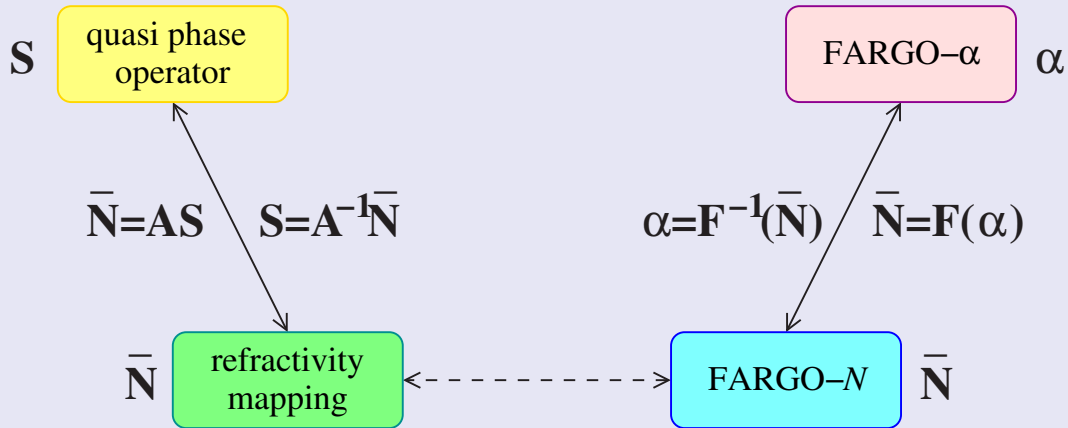 S
quasi phase
operator
FARGO–α
α
N̄=AS
S=A⁻¹N̄
α=F⁻¹(N̄)
N̄=F(α)
N̄
refractivity
mapping
FARGO–N
N̄